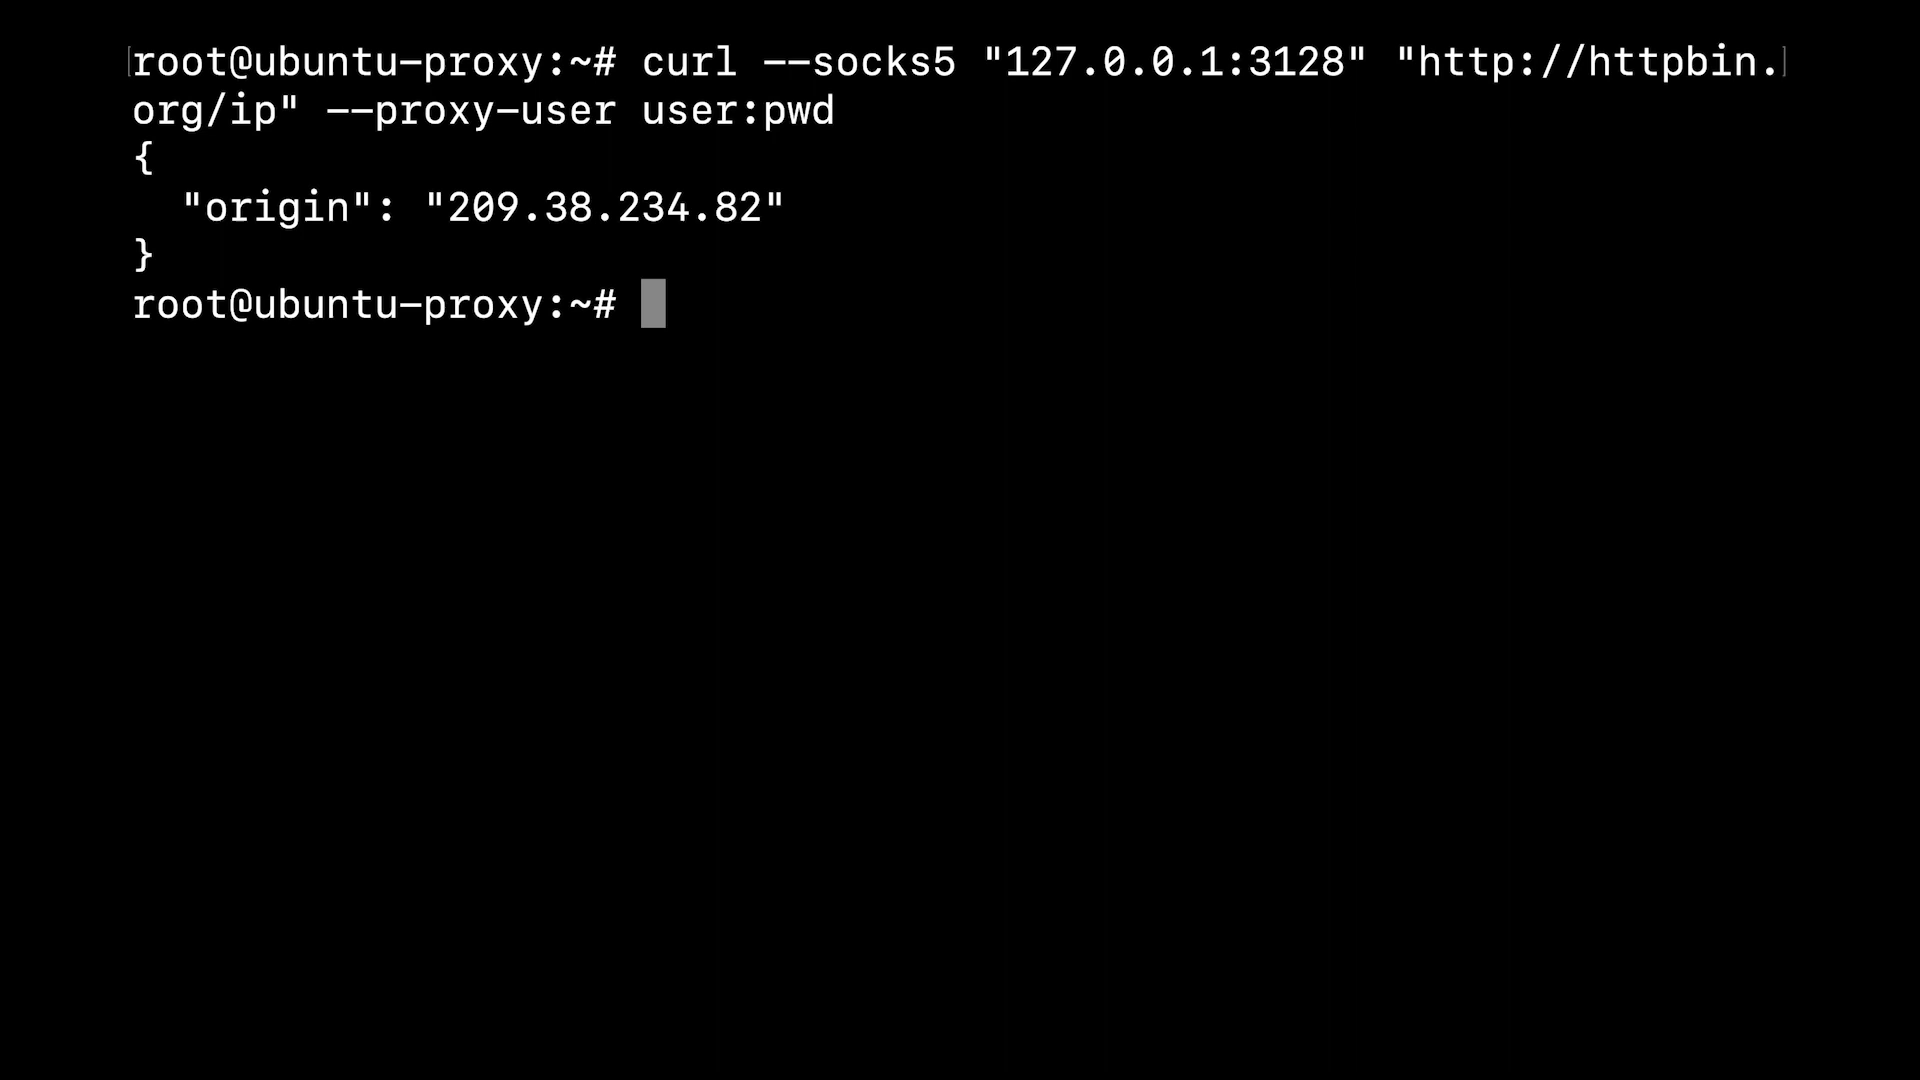 root@ubuntu-proxy:~# curl --socks5 "127.0.0.1:3128" "http://httpbin.
org/ip" --proxy-user user:pwd
{
  "origin": "209.38.234.82"
}
root@ubuntu-proxy:~#